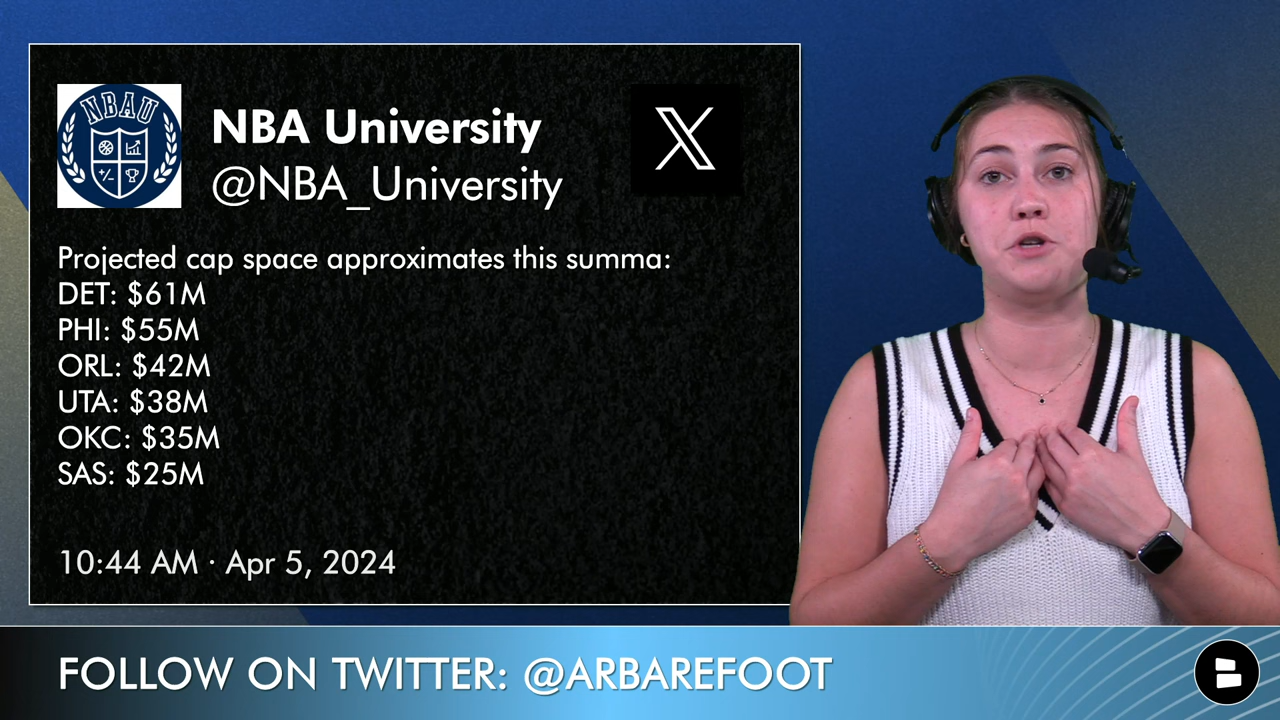 NBAU
NBA University
@NBA_University
Projected cap space approximates this summa:
DET: $61M
PHI: $55M
ORL: $42M
UTA: $38M
OKC: $35M
SAS: $25M
10:44 AM · Apr 5, 2024
FOLLOW ON TWITTER: @ARBAREFOOT